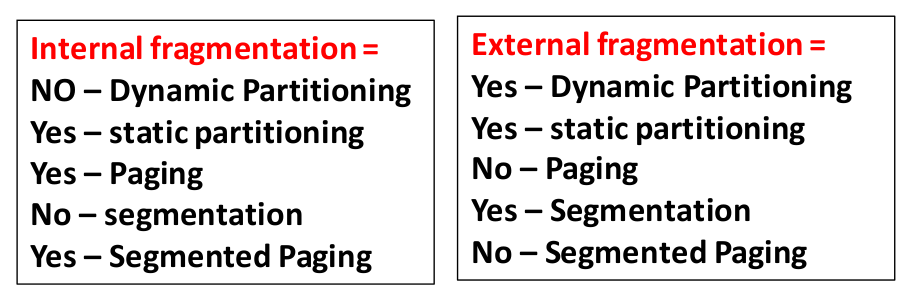 Internal fragmentation =
NO – Dynamic Partitioning
Yes – static partitioning
Yes – Paging
No – segmentation
Yes – Segmented Paging
External fragmentation =
Yes – Dynamic Partitioning
Yes – static partitioning
No – Paging
Yes – Segmentation
No – Segmented Paging